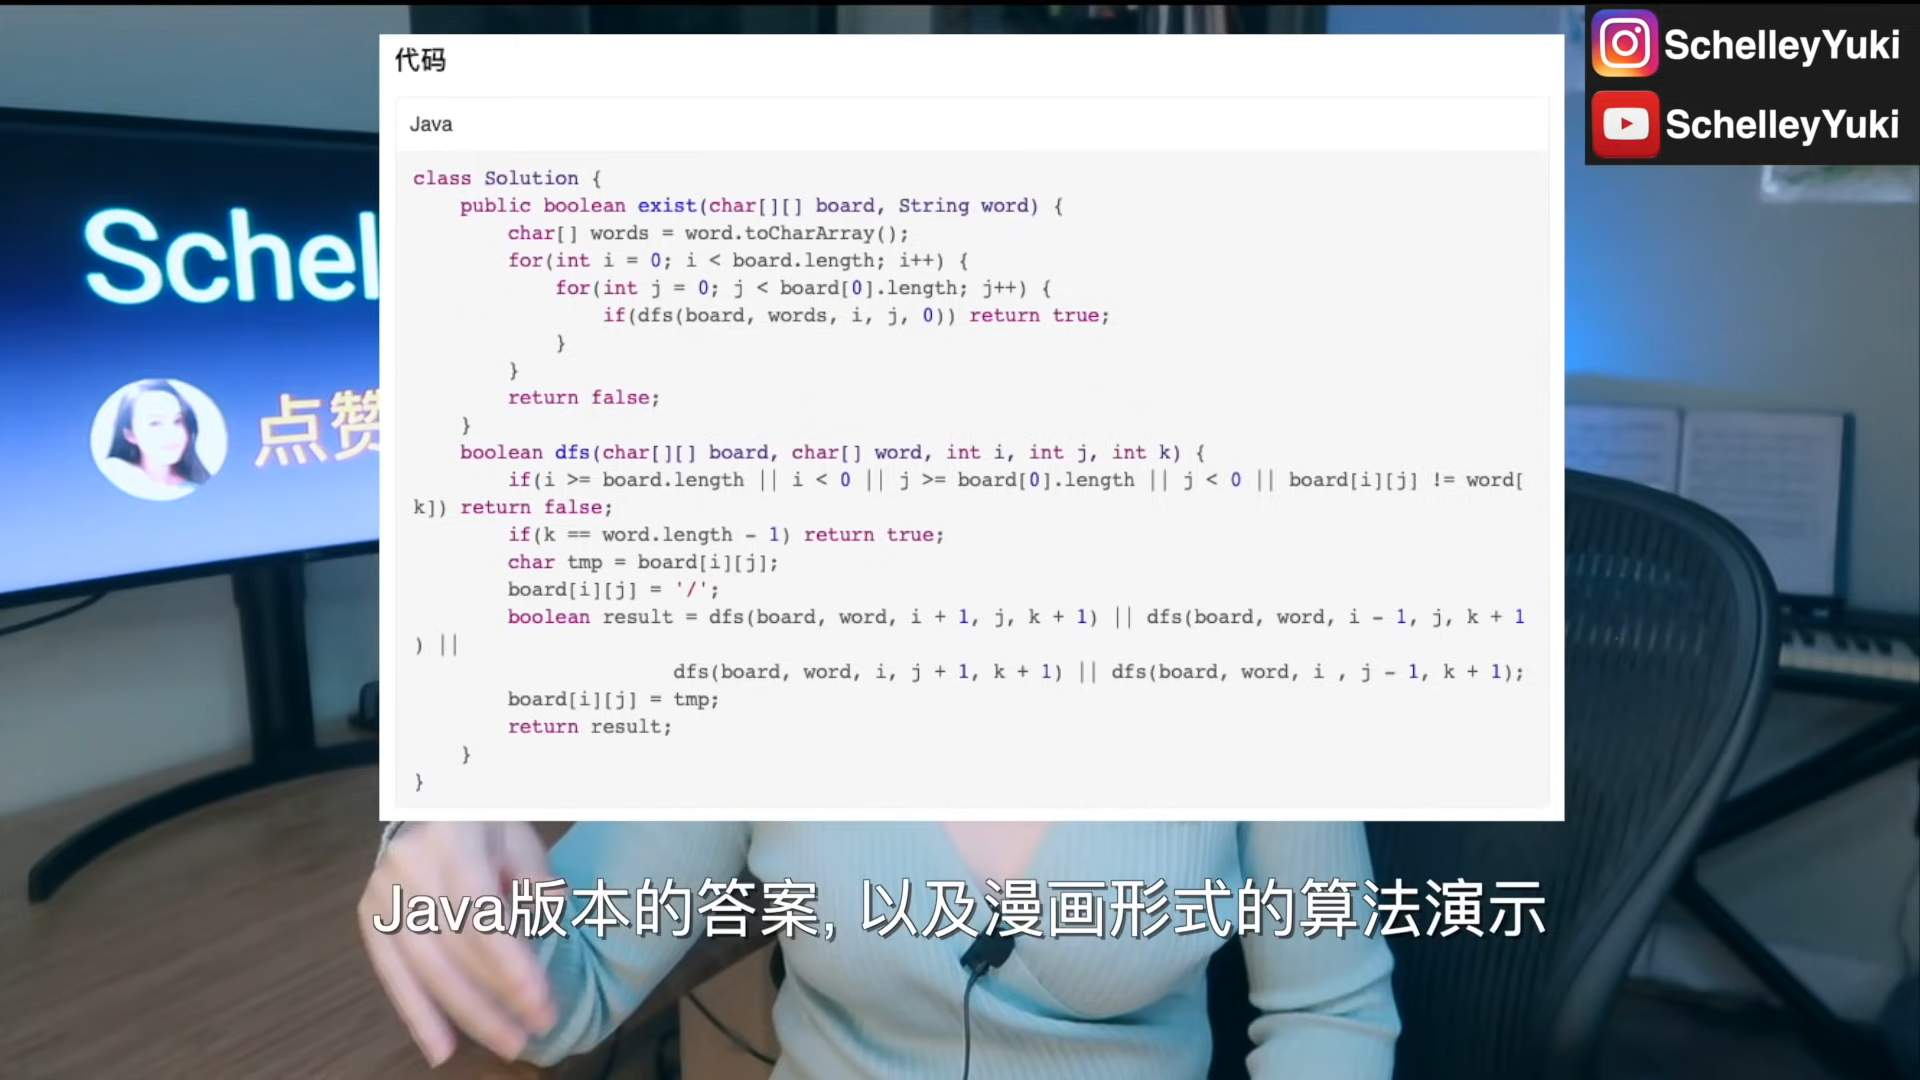 SchelleyYuki
SchelleyYuki
代码
Java
class Solution {
    public boolean exist(char[][] board, String word) {
        char[] words = word.toCharArray();
        for(int i = 0; i < board.length; i++) {
            for(int j = 0; j < board[0].length; j++) {
                if(dfs(board, words, i, j, 0)) return true;
            }
        }
        return false;
    }
    boolean dfs(char[][] board, char[] word, int i, int j, int k) {
        if(i >= board.length || i < 0 || j >= board[0].length || j < 0 || board[i][j] != word[
k]) return false;
        if(k == word.length - 1) return true;
        char tmp = board[i][j];
        board[i][j] = '/';
        boolean result = dfs(board, word, i + 1, j, k + 1) || dfs(board, word, i - 1, j, k + 1
) ||
                      dfs(board, word, i, j + 1, k + 1) || dfs(board, word, i , j - 1, k + 1);
        board[i][j] = tmp;
        return result;
    }
}
Schel
点赞
Java版本的答案, 以及漫画形式的算法演示